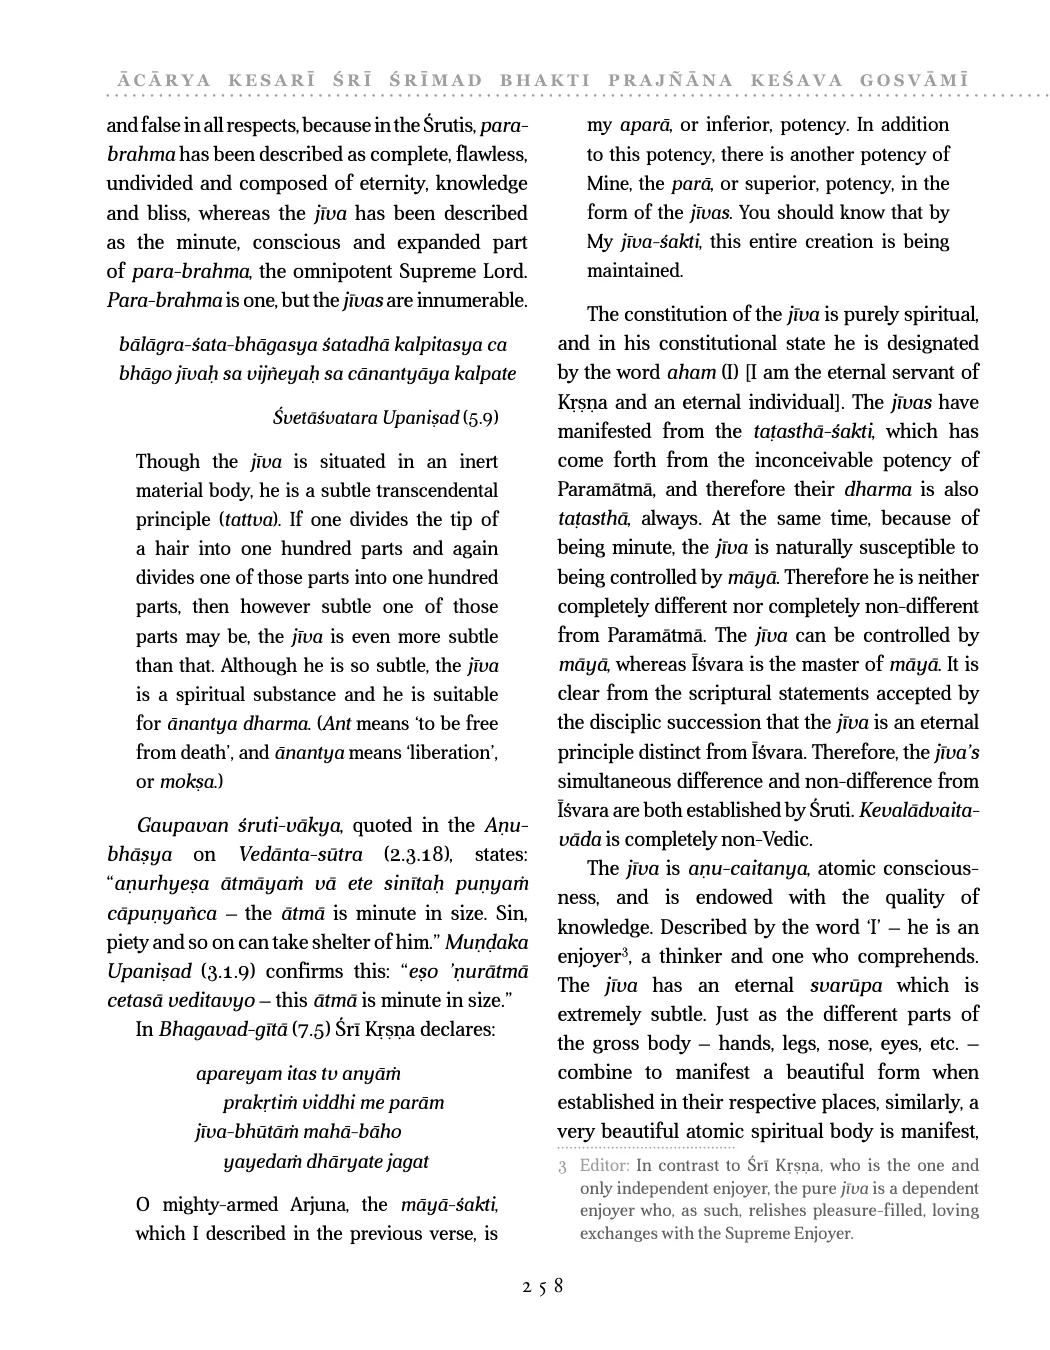 ĀCĀRYA KESARĪ ŚRĪ ŚRĪMAD BHAKTI PRAJÑĀNA KEŚAVA GOSVĀMĪ
and false in all respects, because in the Śrutis, para-
brahma has been described as complete, flawless,
undivided and composed of eternity, knowledge
and bliss, whereas the jīva has been described
as the minute, conscious and expanded part
of para-brahma, the omnipotent Supreme Lord.
Para-brahma is one, but the jīvas are innumerable.
bālāgra-śata-bhāgasya śatadhā kalpitasya ca
bhāgo jīvaḥ sa vijñeyaḥ sa cānantyāya kalpate
Śvetāśvatara Upaniṣad (5.9)
Though the jīva is situated in an inert
material body, he is a subtle transcendental
principle (tattva). If one divides the tip of
a hair into one hundred parts and again
divides one of those parts into one hundred
parts, then however subtle one of those
parts may be, the jīva is even more subtle
than that. Although he is so subtle, the jīva
is a spiritual substance and he is suitable
for ānantya dharma. (Ant means ‘to be free
from death’, and ānantya means ‘liberation’,
or mokṣa.)
Gaupavan śruti-vākya, quoted in the Aṇu-
bhāṣya on Vedānta-sūtra (2.3.18), states:
“aṇurhyeṣa ātmāyaṁ vā ete sinītaḥ puṇyaṁ
cāpuṇyañca – the ātmā is minute in size. Sin,
piety and so on can take shelter of him.” Muṇḍaka
Upaniṣad (3.1.9) confirms this: “eṣo ’ṇurātmā
cetasā veditavyo – this ātmā is minute in size.”
In Bhagavad-gītā (7.5) Śrī Kṛṣṇa declares:
apareyam itas tv anyāṁ
prakṛtiṁ viddhi me parām
jīva-bhūtāṁ mahā-bāho
yayedaṁ dhāryate jagat
O mighty-armed Arjuna, the māyā-śakti,
which I described in the previous verse, is
my aparā, or inferior, potency. In addition
to this potency, there is another potency of
Mine, the parā, or superior, potency, in the
form of the jīvas. You should know that by
My jīva-śakti, this entire creation is being
maintained.
The constitution of the jīva is purely spiritual,
and in his constitutional state he is designated
by the word aham (I) [I am the eternal servant of
Kṛṣṇa and an eternal individual]. The jīvas have
manifested from the taṭasthā-śakti, which has
come forth from the inconceivable potency of
Paramātmā, and therefore their dharma is also
taṭasthā, always. At the same time, because of
being minute, the jīva is naturally susceptible to
being controlled by māyā. Therefore he is neither
completely different nor completely non-different
from Paramātmā. The jīva can be controlled by
māyā, whereas Īśvara is the master of māyā. It is
clear from the scriptural statements accepted by
the disciplic succession that the jīva is an eternal
principle distinct from Īśvara. Therefore, the jīva’s
simultaneous difference and non-difference from
Īśvara are both established by Śruti. Kevalādvaita-
vāda is completely non-Vedic.
The jīva is aṇu-caitanya, atomic conscious-
ness, and is endowed with the quality of
knowledge. Described by the word ‘I’ – he is an
enjoyer3, a thinker and one who comprehends.
The jīva has an eternal svarūpa which is
extremely subtle. Just as the different parts of
the gross body – hands, legs, nose, eyes, etc. –
combine to manifest a beautiful form when
established in their respective places, similarly, a
very beautiful atomic spiritual body is manifest,
3 Editor: In contrast to Śrī Kṛṣṇa, who is the one and
only independent enjoyer, the pure jīva is a dependent
enjoyer who, as such, relishes pleasure-filled, loving
exchanges with the Supreme Enjoyer.
258